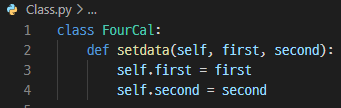 Class.py > ...
1 class FourCal:
2     def setdata(self, first, second):
3         self.first = first
4         self.second = second